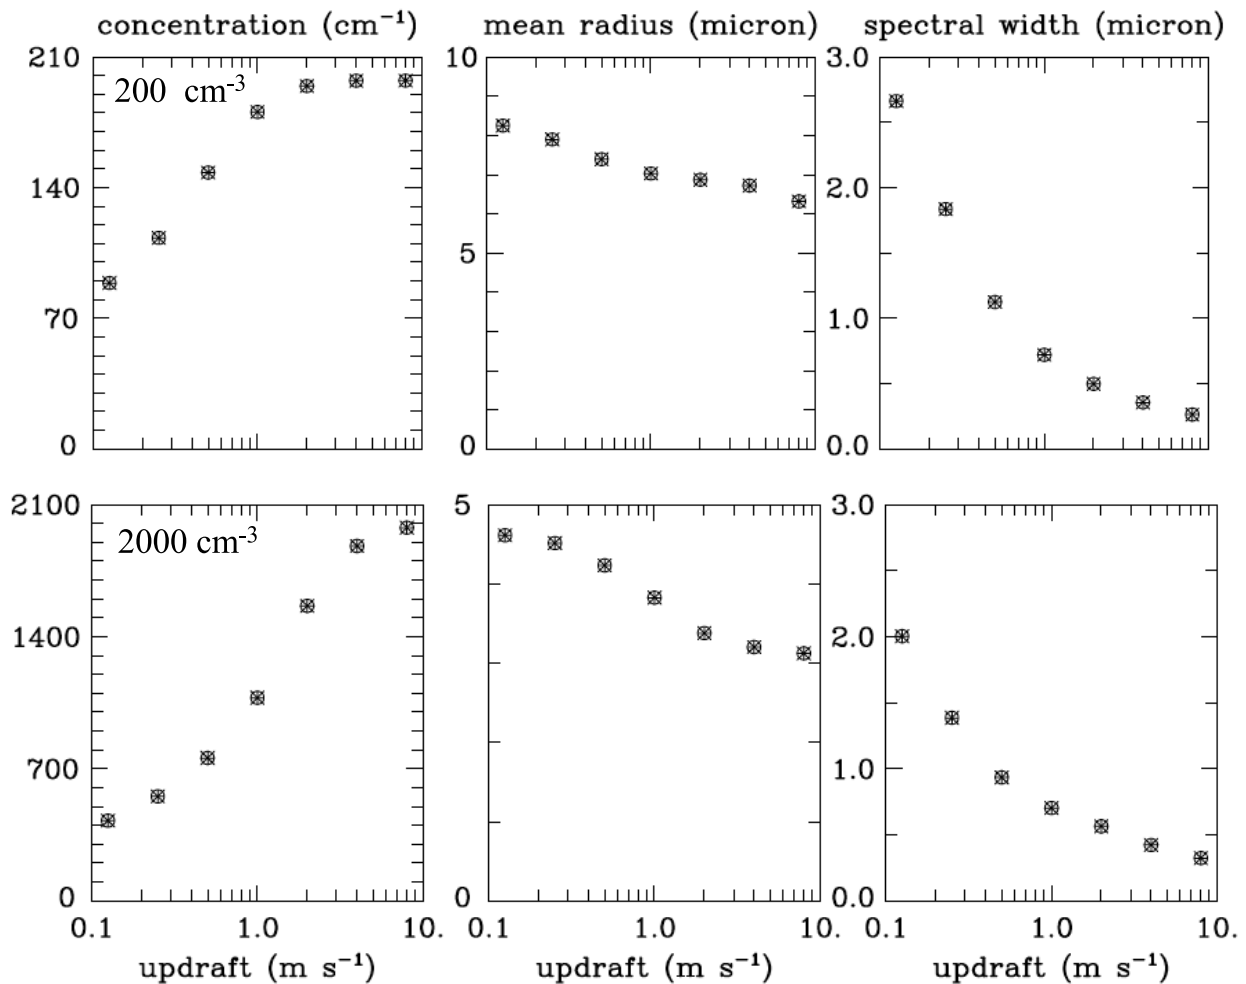 concentration (cm⁻¹)
mean radius (micron)
spectral width (micron)
210
140
70
0
200 cm-3
10
5
0
3.0
2.0
1.0
0.0
2100
1400
700
0
2000 cm-3
5
0
3.0
2.0
1.0
0.0
0.1 1.0 10.
0.1 1.0 10.
0.1 1.0 10.
updraft (m s⁻¹)
updraft (m s⁻¹)
updraft (m s⁻¹)